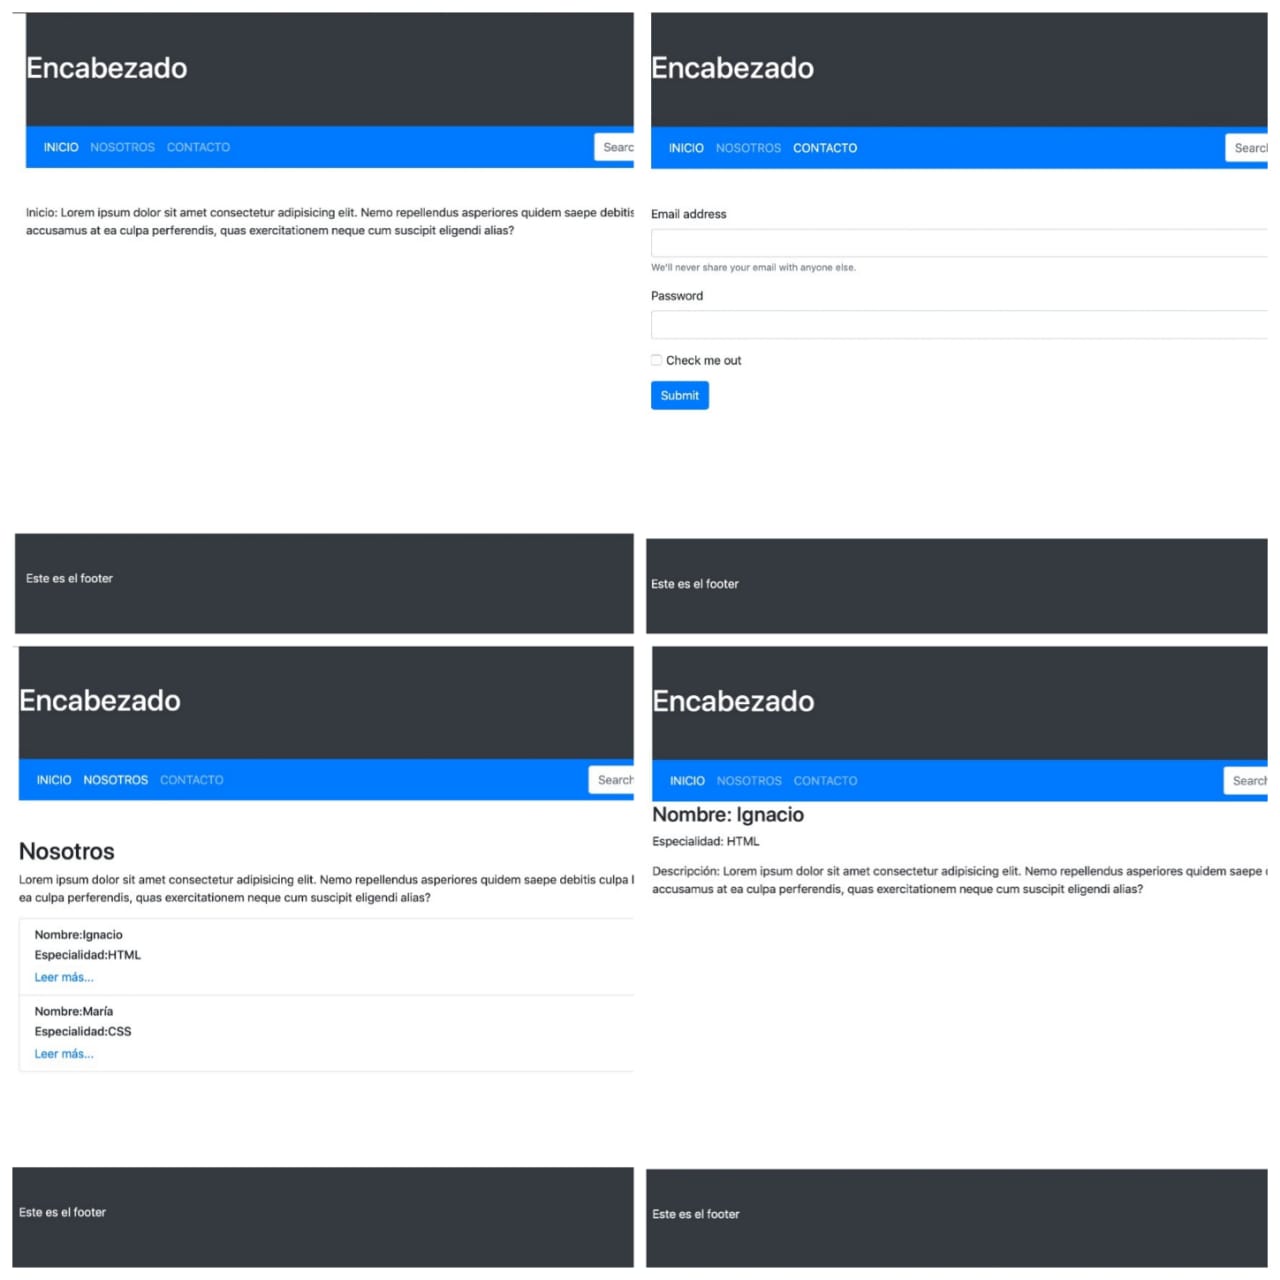 Encabezado
INICIO NOSOTROS CONTACTO
Searc
Inicio: Lorem ipsum dolor sit amet consectetur adipisicing elit. Nemo repellendus asperiores quidem saepe debitis
accusamus at ea culpa perferendis, quas exercitationem neque cum suscipit eligendi alias?
Este es el footer
Encabezado
INICIO NOSOTROS CONTACTO
Search
Email address
We'll never share your email with anyone else.
Password
Check me out
Submit
Este es el footer
Encabezado
INICIO NOSOTROS CONTACTO
Search
Nosotros
Lorem ipsum dolor sit amet consectetur adipisicing elit. Nemo repellendus asperiores quidem saepe debitis culpa
ea culpa perferendis, quas exercitationem neque cum suscipit eligendi alias?
Nombre:Ignacio
Especialidad:HTML
Leer más...
Nombre:María
Especialidad:CSS
Leer más...
Este es el footer
Encabezado
INICIO NOSOTROS CONTACTO
Search
Nombre: Ignacio
Especialidad: HTML
Descripción: Lorem ipsum dolor sit amet consectetur adipisicing elit. Nemo repellendus asperiores quidem saepe
accusamus at ea culpa perferendis, quas exercitationem neque cum suscipit eligendi alias?
Este es el footer